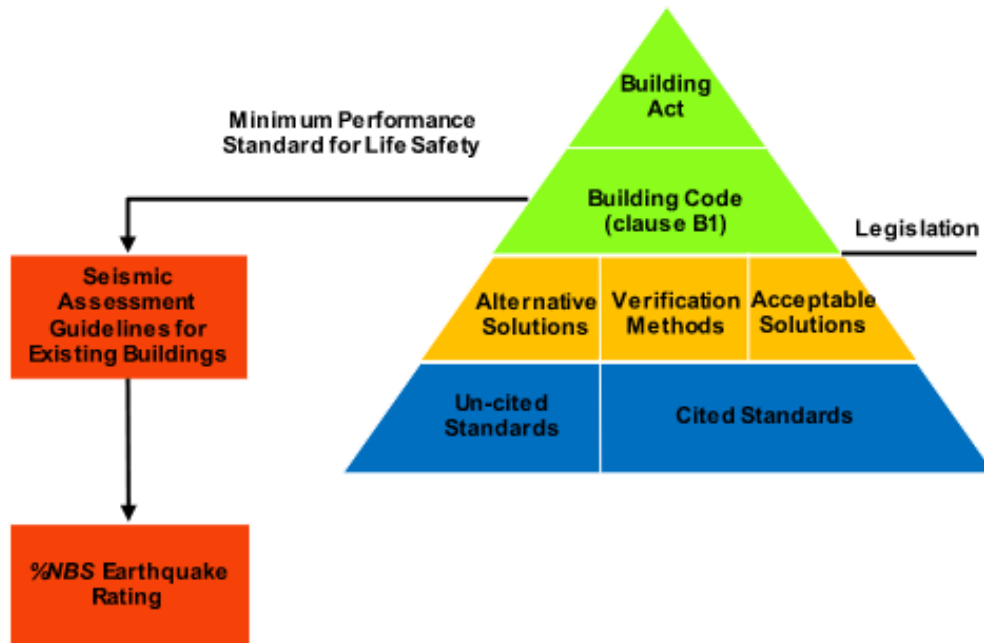 Building
Act
Minimum Performance
Standard for Life Safety
Building Code
(clause B1)
Legislation
Seismic
Assessment
Guidelines for
Existing Buildings
Alternative
Solutions
Verification
Methods
Acceptable
Solutions
Un-cited
Standards
Cited Standards
%NBS Earthquake
Rating